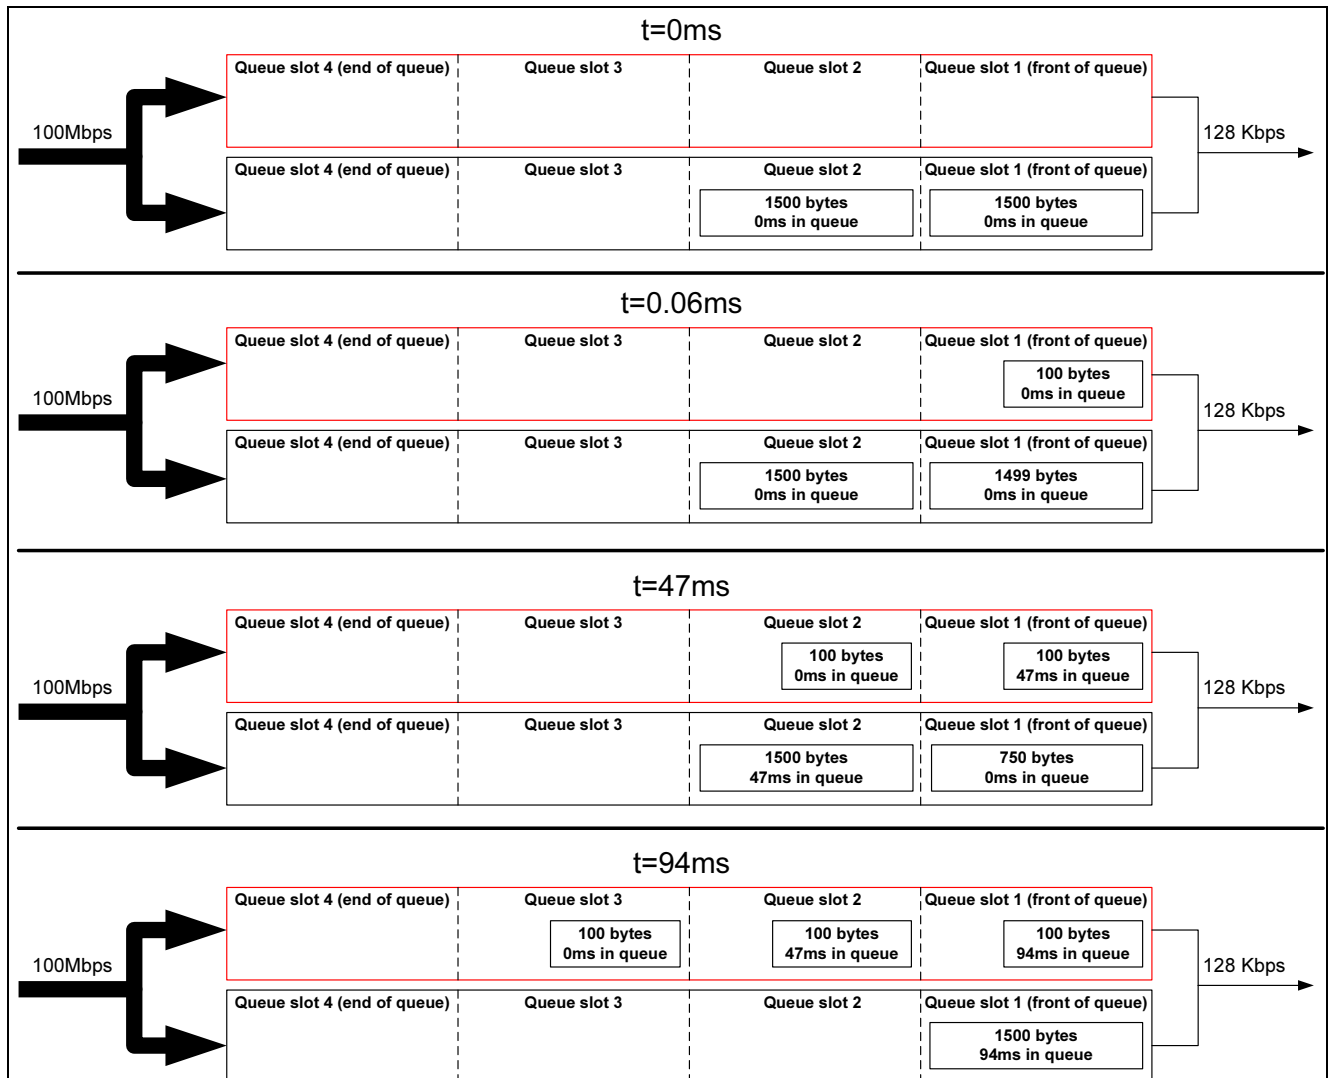 t=0ms
Queue slot 4 (end of queue) Queue slot 3 Queue slot 2 Queue slot 1 (front of queue)
100Mbps
128 Kbps
Queue slot 4 (end of queue) Queue slot 3 Queue slot 2 Queue slot 1 (front of queue)
1500 bytes 1500 bytes
0ms in queue 0ms in queue
t=0.06ms
Queue slot 4 (end of queue) Queue slot 3 Queue slot 2 Queue slot 1 (front of queue)
100 bytes
0ms in queue
100Mbps
128 Kbps
Queue slot 4 (end of queue) Queue slot 3 Queue slot 2 Queue slot 1 (front of queue)
1500 bytes 1499 bytes
0ms in queue 0ms in queue
t=47ms
Queue slot 4 (end of queue) Queue slot 3 Queue slot 2 Queue slot 1 (front of queue)
100 bytes 100 bytes
0ms in queue 47ms in queue
100Mbps 128 Kbps
Queue slot 4 (end of queue) Queue slot 3 Queue slot 2 Queue slot 1 (front of queue)
1500 bytes 750 bytes
47ms in queue 0ms in queue
t=94ms
Queue slot 4 (end of queue) Queue slot 3 Queue slot 2 Queue slot 1 (front of queue)
100 bytes 100 bytes 100 bytes
0ms in queue 47ms in queue 94ms in queue
100Mbps 128 Kbps
Queue slot 4 (end of queue) Queue slot 3 Queue slot 2 Queue slot 1 (front of queue)
1500 bytes
94ms in queue